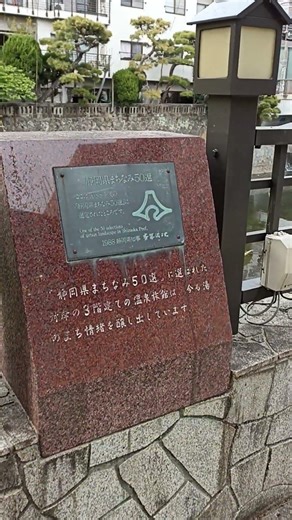 静岡県まちなみ50選
One of the 50 selections
of urban landscape in Shizuoka Pref.
静岡県知事
"静岡県まちなみ50選"に選ばれた
の3階建ての温泉旅館は、今も湯
のまち情緒を醸し出しています